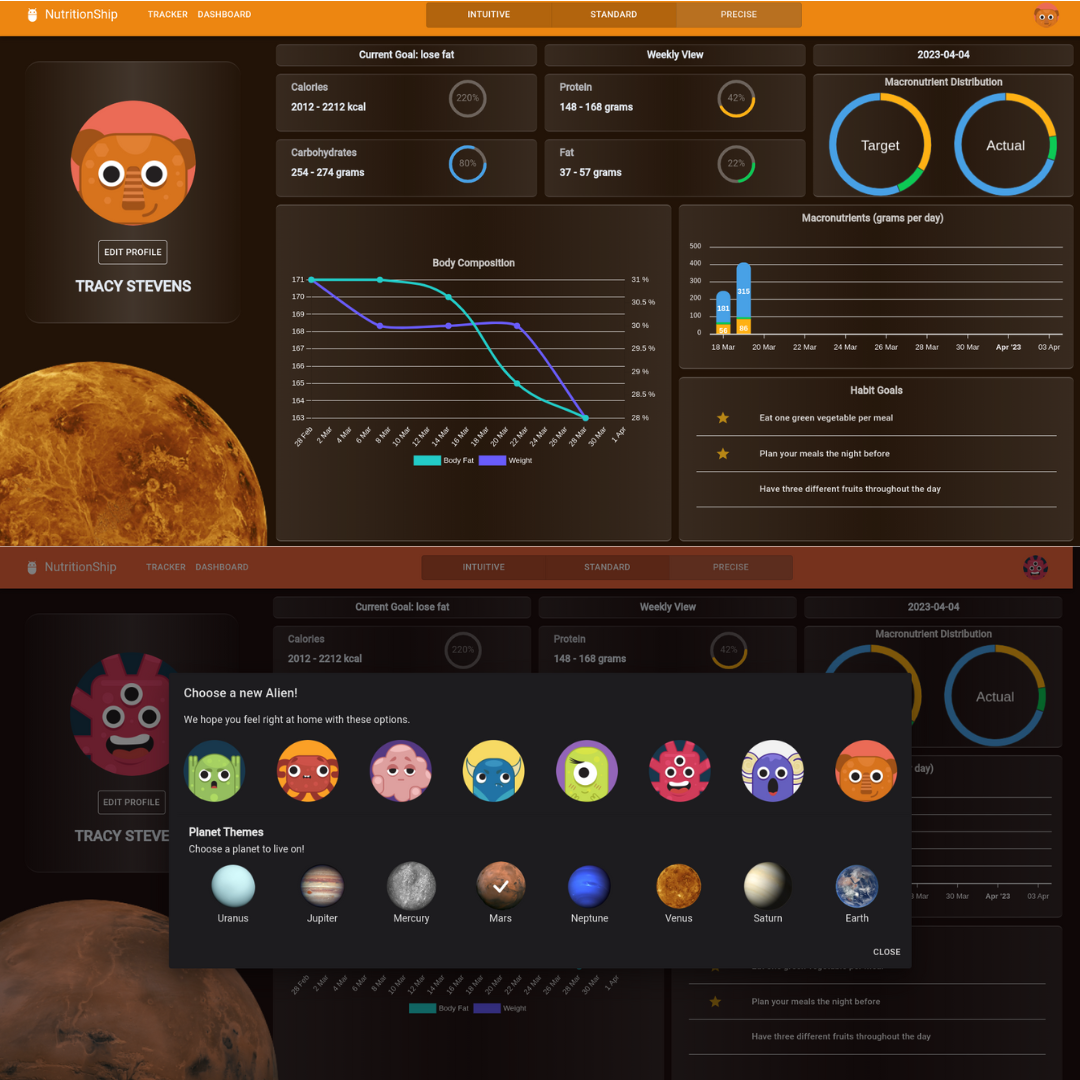 NutritionShip TRACKER DASHBOARD INTUITIVE STANDARD PRECISE
EDIT PROFILE
TRACY STEVENS
Current Goal: lose fat
Weekly View
2023-04-04
Calories
2012 - 2212 kcal
220%
Protein
148 - 168 grams
42%
Carbohydrates
254 - 274 grams
80%
Fat
37 - 57 grams
22%
Macronutrient Distribution
Target
Actual
Body Composition
171
170
169
168
167
166
165
164
163
31 %
30.5 %
30 %
29.5 %
29 %
28.5 %
28 %
28 Feb 2 Mar 4 Mar 6 Mar 8 Mar 10 Mar 12 Mar 14 Mar 16 Mar 18 Mar 20 Mar 22 Mar 24 Mar 26 Mar 28 Mar 30 Mar 1 Apr
Body Fat Weight
Macronutrients (grams per day)
500
400
300
200
100
0
181
56
315
86
18 Mar 20 Mar 22 Mar 24 Mar 26 Mar 28 Mar 30 Mar Apr '23 03 Apr
Habit Goals
Eat one green vegetable per meal
Plan your meals the night before
Have three different fruits throughout the day
NutritionShip TRACKER DASHBOARD INTUITIVE STANDARD PRECISE
EDIT PROFILE
TRACY STEVE
Current Goal: lose fat
Weekly View
2023-04-04
Calories
2012 - 2212 kcal
220%
Protein
148 - 168 grams
42%
Macronutrient Distribution
Actual
day)
Choose a new Alien!
We hope you feel right at home with these options.
Planet Themes
Choose a planet to live on!
Uranus Jupiter Mercury Mars Neptune Venus Saturn Earth
CLOSE
Mar 30 Mar Apr '23 03 Apr
28 Feb 2 Mar 4 Mar 6 Mar 8 Mar 10 Mar 12 Mar 14 Mar 16 Mar 18 Mar 20 Mar 22 Mar 24 Mar 26 Mar 28 Mar 30 Mar 1 Apr
Body Fat Weight
Plan your meals the night before
Have three different fruits throughout the day